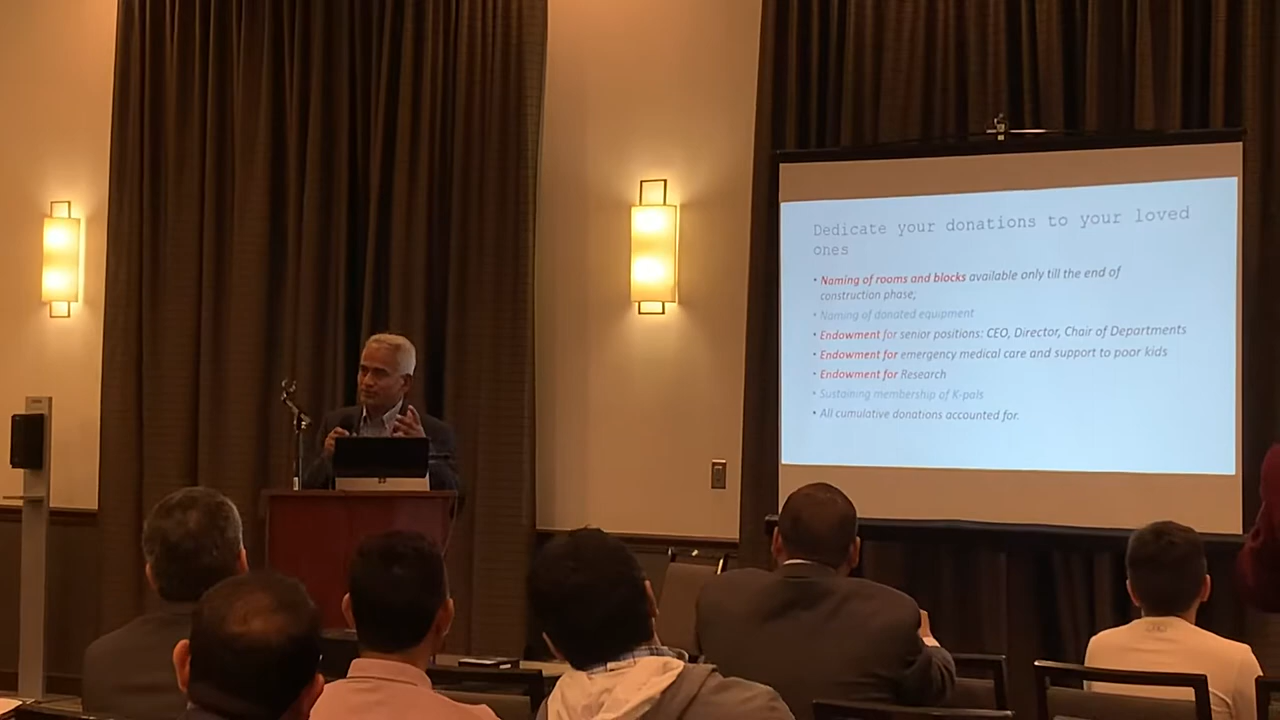 Dedicate your donations to your loved
ones
• Naming of rooms and blocks available only till the end of
construction phase;
• Naming of donated equipment
• Endowment for senior positions: CEO, Director, Chair of Departments
• Endowment for emergency medical care and support to poor kids
• Endowment for Research
• Sustaining membership of K-pals
• All cumulative donations accounted for.